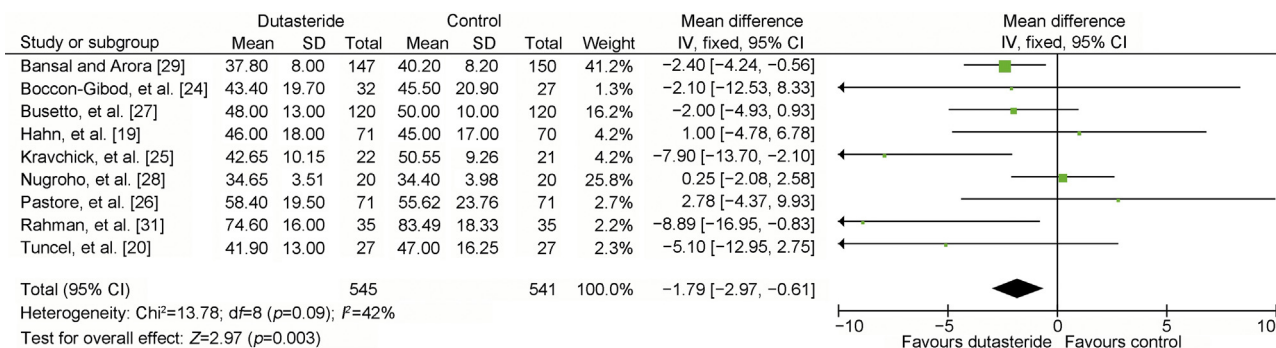 Dutasteride Control Mean difference Mean difference
Study or subgroup Mean SD Total Mean SD Total Weight IV, fixed, 95% CI IV, fixed, 95% CI
Bansal and Arora [29] 37.80 8.00 147 40.20 8.20 150 41.2% −2.40 [−4.24, −0.56]
Boccon-Gibod, et al. [24] 43.40 19.70 32 45.50 20.90 27 1.3% −2.10 [−12.53, 8.33]
Busetto, et al. [27] 48.00 13.00 120 50.00 10.00 120 16.2% −2.00 [−4.93, 0.93]
Hahn, et al. [19] 46.00 18.00 71 45.00 17.00 70 4.2% 1.00 [−4.78, 6.78]
Kravchick, et al. [25] 42.65 10.15 22 50.55 9.26 21 4.2% −7.90 [−13.70, −2.10]
Nugroho, et al. [28] 34.65 3.51 20 34.40 3.98 20 25.8% 0.25 [−2.08, 2.58]
Pastore, et al. [26] 58.40 19.50 71 55.62 23.76 71 2.7% 2.78 [−4.37, 9.93]
Rahman, et al. [31] 74.60 16.00 35 83.49 18.33 35 2.2% −8.89 [−16.95, −0.83]
Tuncel, et al. [20] 41.90 13.00 27 47.00 16.25 27 2.3% −5.10 [−12.95, 2.75]
Total (95% CI) 545 541 100.0% −1.79 [−2.97, −0.61]
Heterogeneity: Chi²=13.78; df=8 (p=0.09); I²=42%
Test for overall effect: Z=2.97 (p=0.003)
−10 −5 0 5 10
Favours dutasteride Favours control